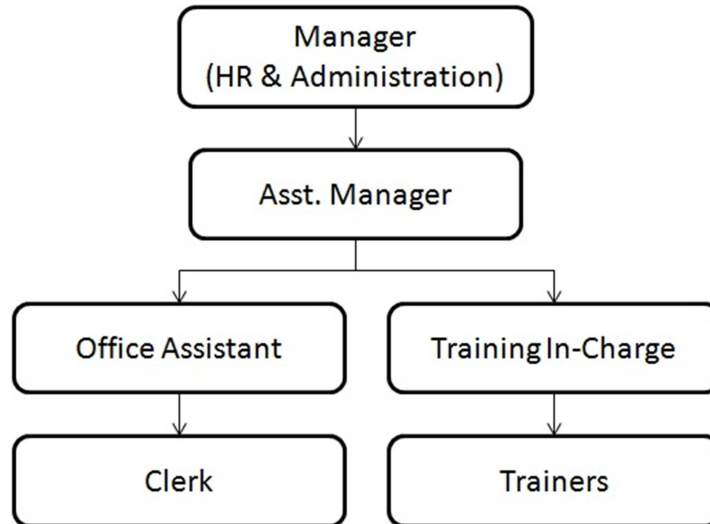 Manager
(HR & Administration)
Asst. Manager
Office Assistant
Training In-Charge
Clerk
Trainers